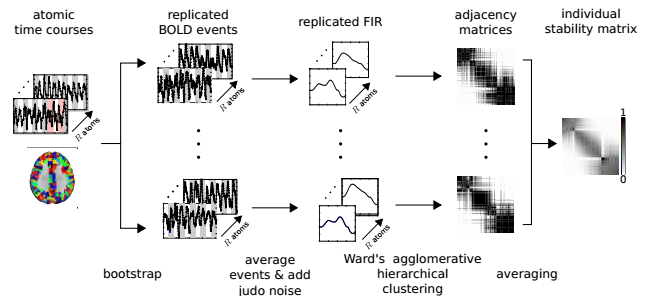 atomic
time courses
replicated
BOLD events
replicated FIR
adjacency
matrices
individual
stability matrix
R atoms
R atoms
R atoms
1
0
R atoms
R atoms
bootstrap
average
events & add
judo noise
Ward's agglomerative
hierarchical
clustering
averaging